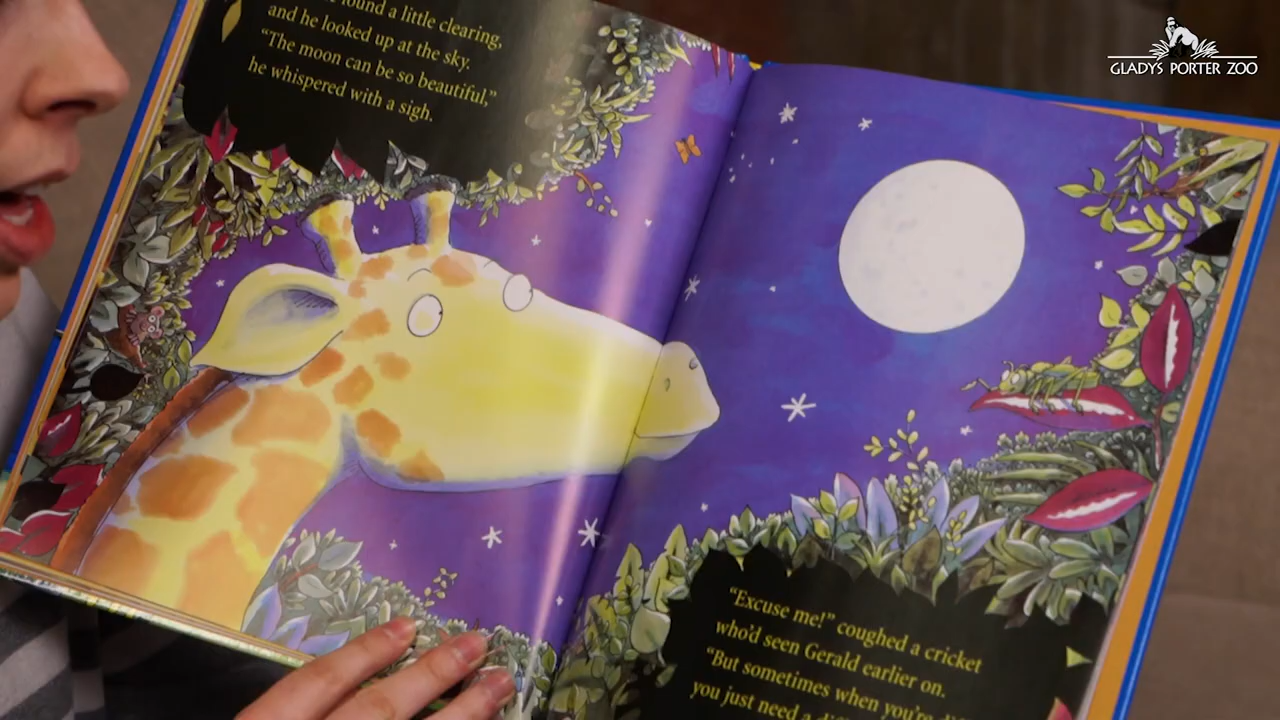 found a little clearing,
and he looked up at the sky.
“The moon can be so beautiful,”
he whispered with a sigh.
“Excuse me!” coughed a cricket
who’d seen Gerald earlier on.
“But sometimes when you’re
you just need a
GLADYS PORTER ZOO